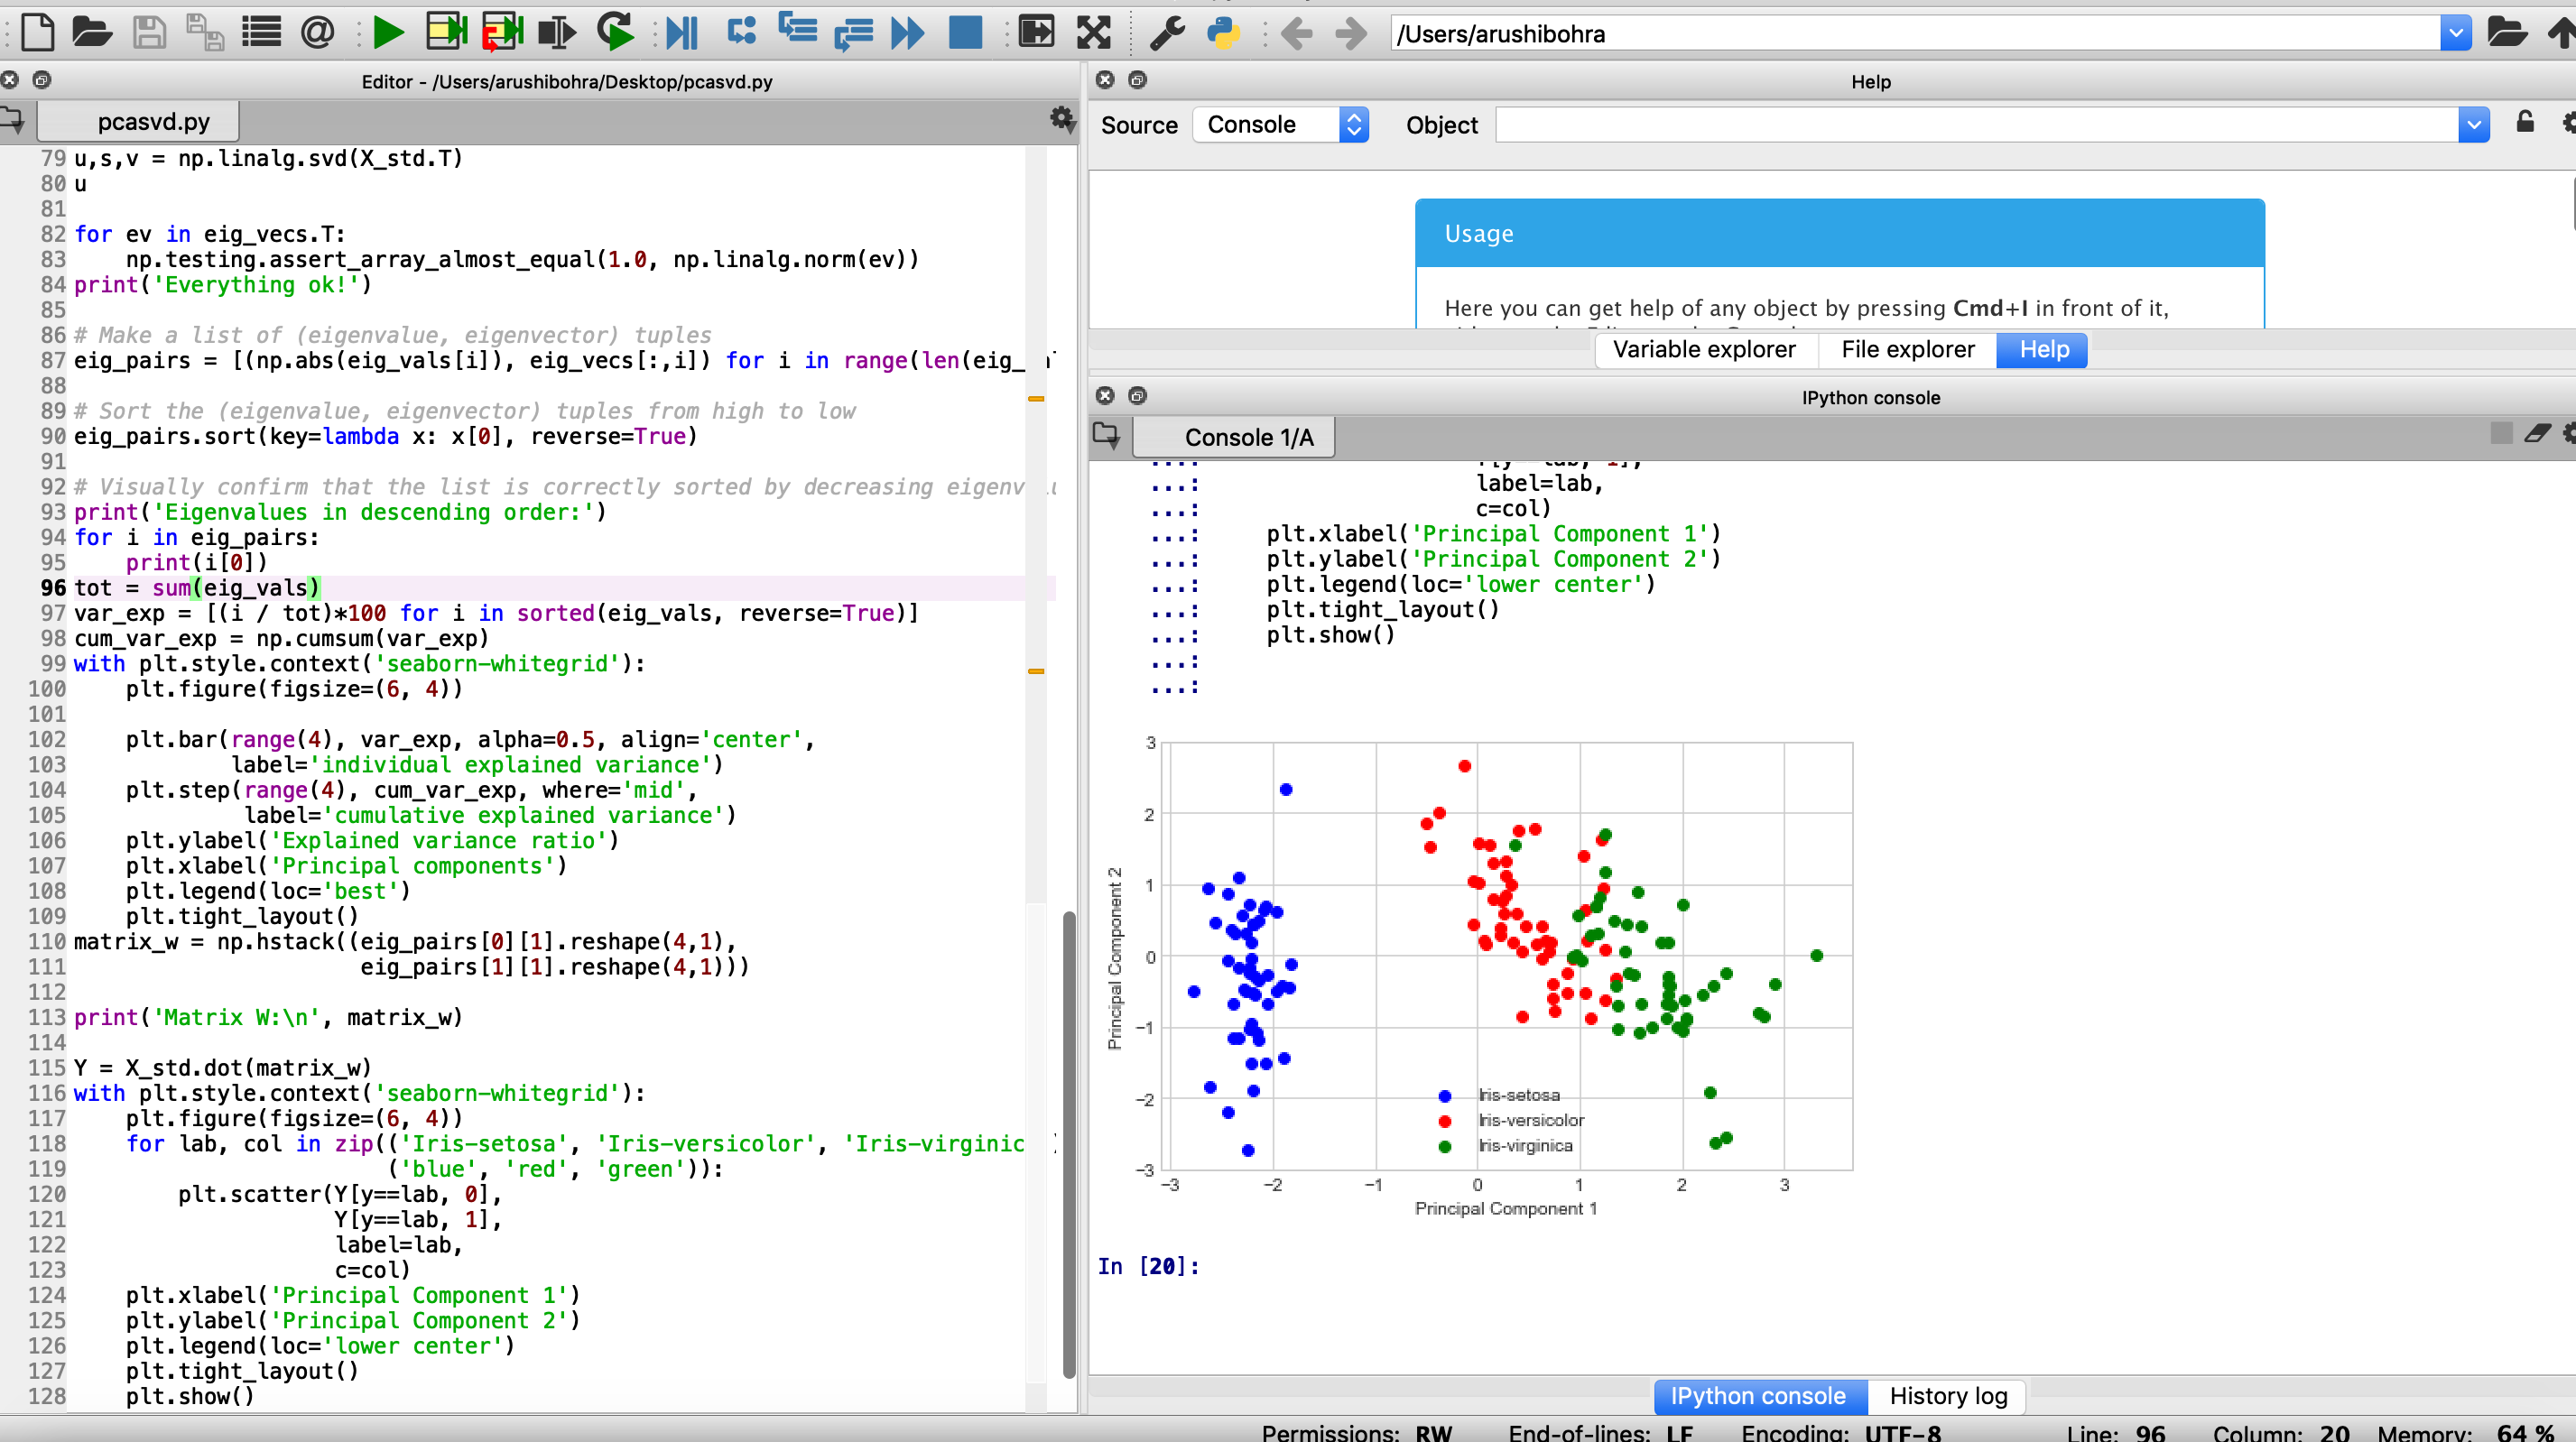 /Users/arushibohra
Editor - /Users/arushibohra/Desktop/pcasvd.py
pcasvd.py
79 u,s,v = np.linalg.svd(X_std.T)
80 u
81
82 for ev in eig_vecs.T:
83     np.testing.assert_array_almost_equal(1.0, np.linalg.norm(ev))
84 print('Everything ok!')
85
86 # Make a list of (eigenvalue, eigenvector) tuples
87 eig_pairs = [(np.abs(eig_vals[i]), eig_vecs[:,i]) for i in range(len(eig_
88
89 # Sort the (eigenvalue, eigenvector) tuples from high to low
90 eig_pairs.sort(key=lambda x: x[0], reverse=True)
91
92 # Visually confirm that the list is correctly sorted by decreasing eigenv
93 print('Eigenvalues in descending order:')
94 for i in eig_pairs:
95     print(i[0])
96 tot = sum(eig_vals)
97 var_exp = [(i / tot)*100 for i in sorted(eig_vals, reverse=True)]
98 cum_var_exp = np.cumsum(var_exp)
99 with plt.style.context('seaborn-whitegrid'):
100     plt.figure(figsize=(6, 4))
101
102     plt.bar(range(4), var_exp, alpha=0.5, align='center',
103             label='individual explained variance')
104     plt.step(range(4), cum_var_exp, where='mid',
105              label='cumulative explained variance')
106     plt.ylabel('Explained variance ratio')
107     plt.xlabel('Principal components')
108     plt.legend(loc='best')
109     plt.tight_layout()
110 matrix_w = np.hstack((eig_pairs[0][1].reshape(4,1),
111                       eig_pairs[1][1].reshape(4,1)))
112
113 print('Matrix W:\n', matrix_w)
114
115 Y = X_std.dot(matrix_w)
116 with plt.style.context('seaborn-whitegrid'):
117     plt.figure(figsize=(6, 4))
118     for lab, col in zip(('Iris-setosa', 'Iris-versicolor', 'Iris-virginic
119                         ('blue', 'red', 'green')):
120         plt.scatter(Y[y==lab, 0],
121                     Y[y==lab, 1],
122                     label=lab,
123                     c=col)
124     plt.xlabel('Principal Component 1')
125     plt.ylabel('Principal Component 2')
126     plt.legend(loc='lower center')
127     plt.tight_layout()
128     plt.show()
Help
Source Console Object
Usage
Here you can get help of any object by pressing Cmd+I in front of it,
Variable explorer File explorer Help
IPython console
Console 1/A
...: label=lab,
...: c=col)
...: plt.xlabel('Principal Component 1')
...: plt.ylabel('Principal Component 2')
...: plt.legend(loc='lower center')
...: plt.tight_layout()
...: plt.show()
...:
...:
3
2
1
0
−1
−2
−3
Principal Component 2
Iris-setosa
Iris-versicolor
Iris-virginica
−3 −2 −1 0 1 2 3
Principal Component 1
In [20]:
IPython console History log
Permissions: RW End-of-lines: LF Encoding: UTF-8 Line: 96 Column: 20 Memory: 64 %